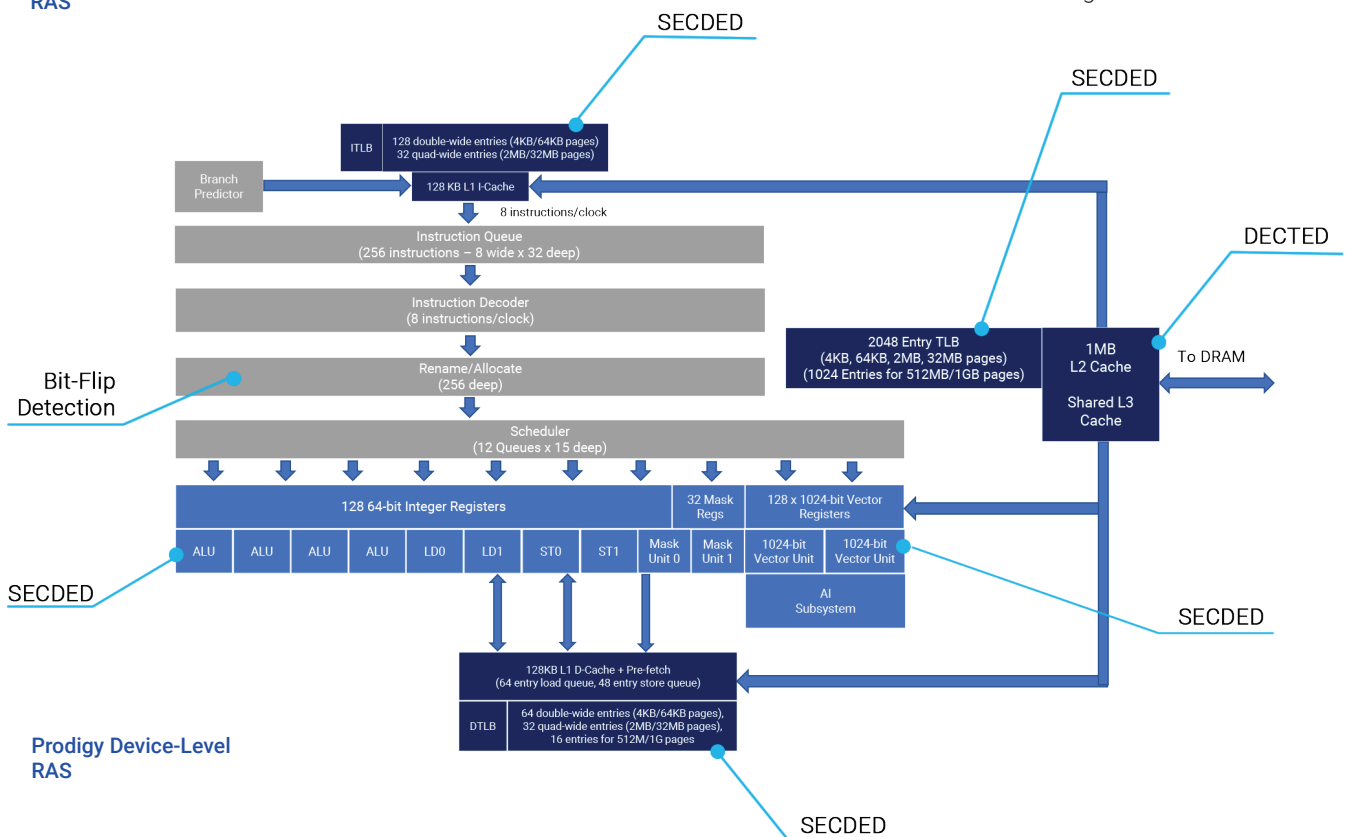 RAS
SECDED
SECDED
ITLB
128 double-wide entries (4KB/64KB pages)
32 quad-wide entries (2MB/32MB pages)
Branch
Predictor
128 KB L1 I-Cache
8 instructions/clock
Instruction Queue
(256 instructions – 8 wide x 32 deep)
DECTED
Instruction Decoder
(8 instructions/clock)
2048 Entry TLB
(4KB, 64KB, 2MB, 32MB pages)
(1024 Entries for 512MB/1GB pages)
1MB
L2 Cache
Shared L3
Cache
To DRAM
Bit-Flip
Detection
Rename/Allocate
(256 deep)
Scheduler
(12 Queues x 15 deep)
128 64-bit Integer Registers
32 Mask
Regs
128 x 1024-bit Vector
Registers
ALU
ALU
ALU
ALU
LD0
LD1
ST0
ST1
Mask
Unit 0
Mask
Unit 1
1024-bit
Vector Unit
1024-bit
Vector Unit
SECDED
AI
Subsystem
SECDED
128KB L1 D-Cache + Pre-fetch
(64 entry load queue, 48 entry store queue)
DTLB
64 double-wide entries (4KB/64KB pages),
32 quad-wide entries (2MB/32MB pages),
16 entries for 512M/1G pages
Prodigy Device-Level
RAS
SECDED